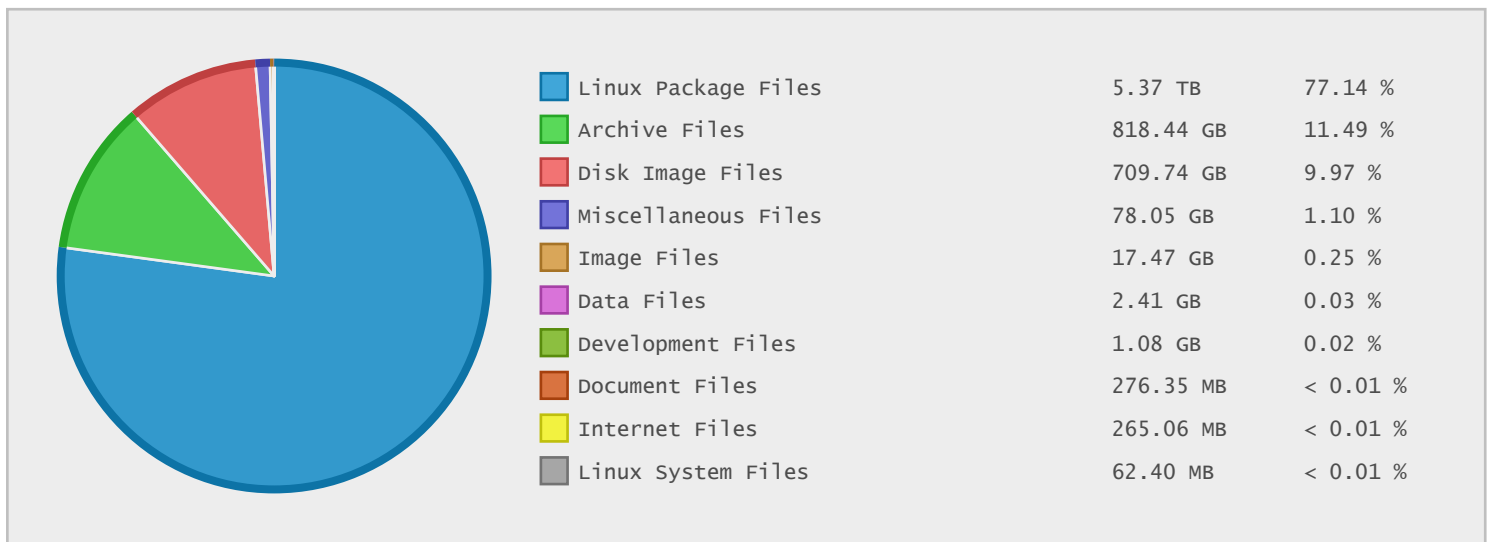 Linux Package Files 5.37 TB 77.14 %
Archive Files 818.44 GB 11.49 %
Disk Image Files 709.74 GB 9.97 %
Miscellaneous Files 78.05 GB 1.10 %
Image Files 17.47 GB 0.25 %
Data Files 2.41 GB 0.03 %
Development Files 1.08 GB 0.02 %
Document Files 276.35 MB < 0.01 %
Internet Files 265.06 MB < 0.01 %
Linux System Files 62.40 MB < 0.01 %